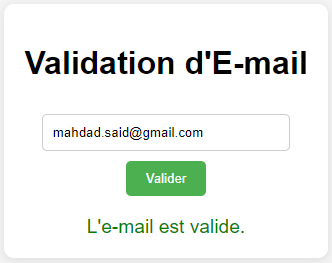 Validation d'E-mail
mahdad.said@gmail.com
Valider
L'e-mail est valide.